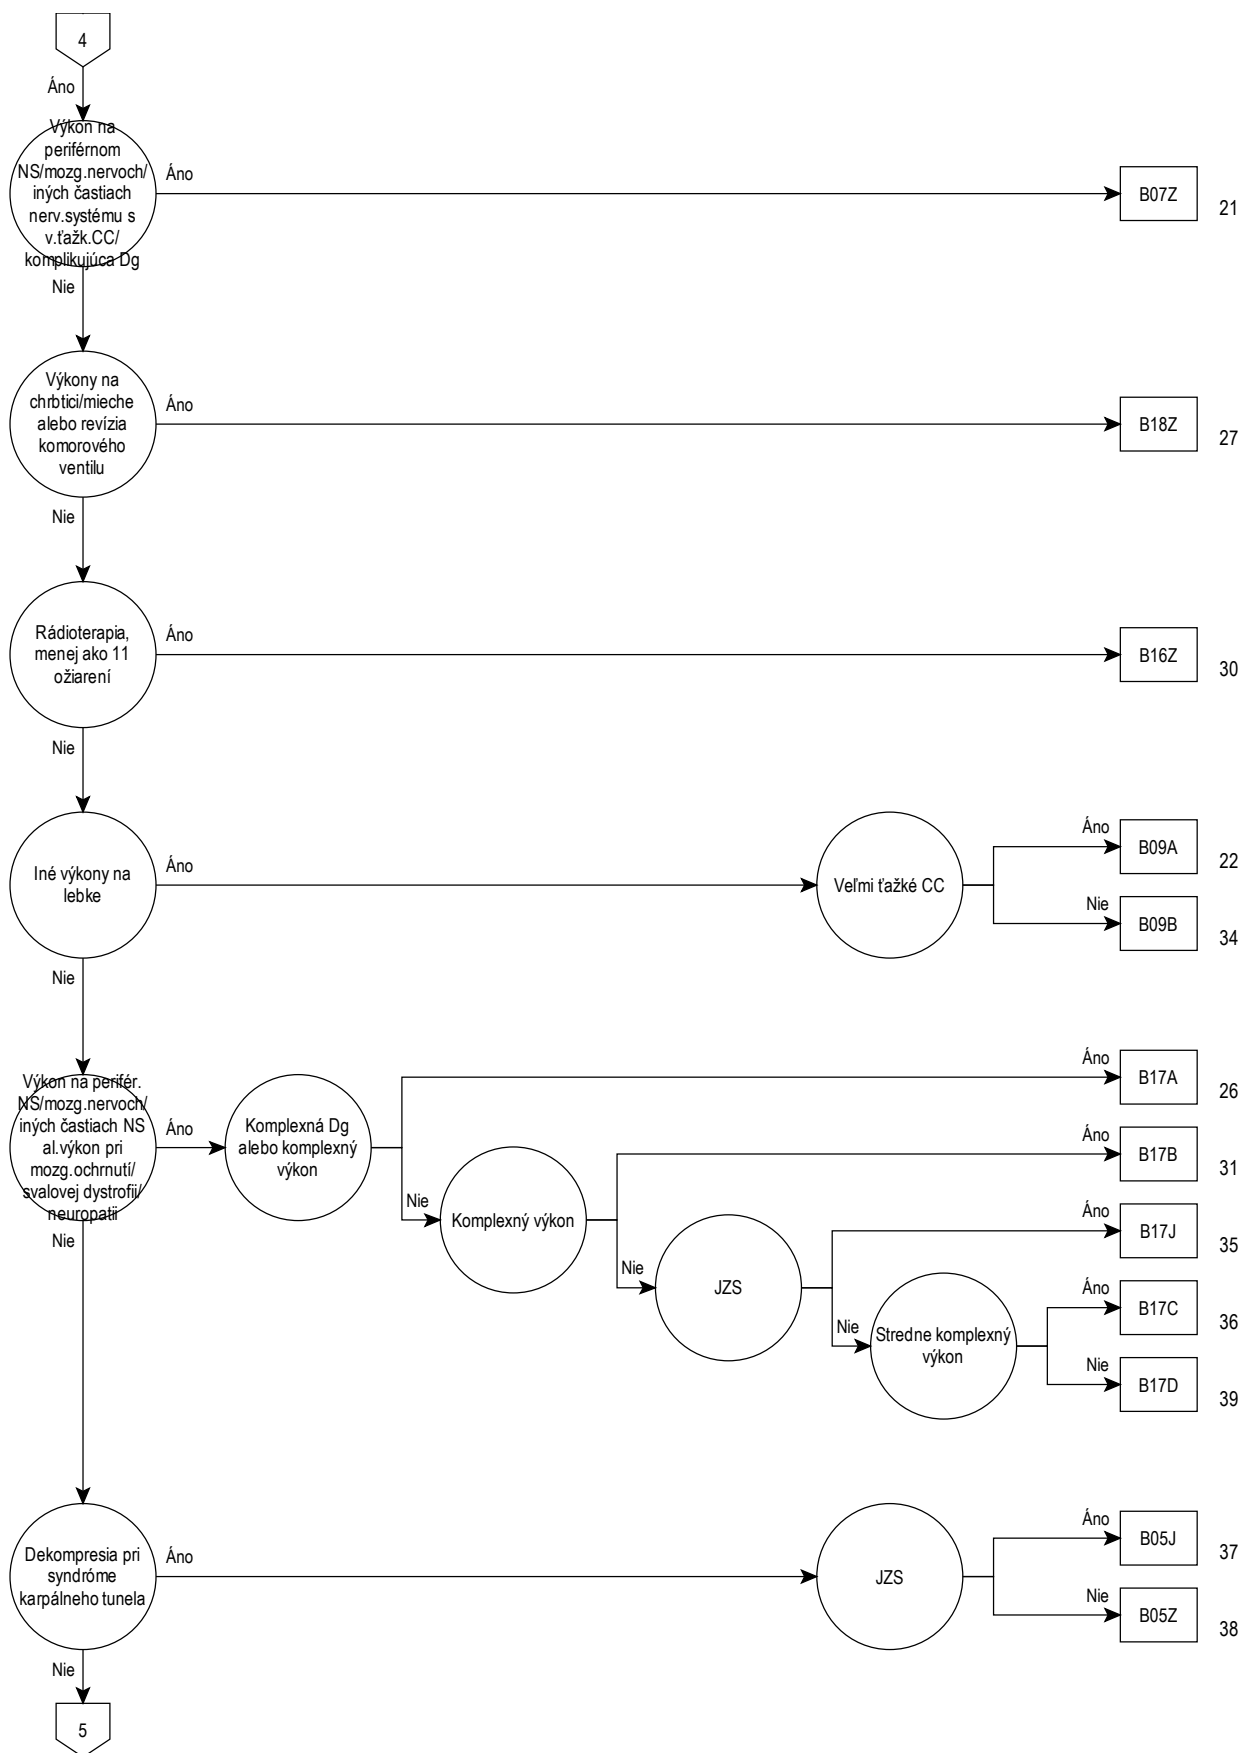 4
Áno
Výkon na
periférnom
NS/mozg.nervoch/
iných častiach
nerv.systému s
v.ťažk.CC/
komplikujúca Dg
Áno
B07Z
21
Nie
Výkony na
chrbtici/mieche
alebo revízia
komorového
ventilu
Áno
B18Z
27
Nie
Rádioterapia,
menej ako 11
ožiarení
Áno
B16Z
30
Nie
Iné výkony na
lebke
Áno
Veľmi ťažké CC
Áno
B09A
22
Nie
B09B
34
Nie
Výkon na perifér.
NS/mozg.nervoch/
iných častiach NS
al.výkon pri
mozg.ochrnutí/
svalovej dystrofii/
neuropatii
Áno
Komplexná Dg
alebo komplexný
výkon
Áno
B17A
26
Nie
Komplexný výkon
Áno
B17B
31
Nie
JZS
Áno
B17J
35
Nie
Stredne komplexný
výkon
Áno
B17C
36
Nie
B17D
39
Nie
Dekompresia pri
syndróme
karpálneho tunela
Áno
JZS
Áno
B05J
37
Nie
B05Z
38
Nie
5